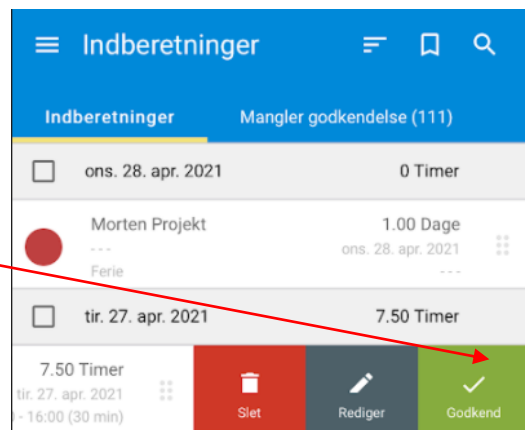 Indberetninger
Indberetninger Mangler godkendelse (111)
ons. 28. apr. 2021 0 Timer
Morten Projekt 1.00 Dage
--- ons. 28. apr. 2021
Ferie ---
tir. 27. apr. 2021 7.50 Timer
7.50 Timer
tir. 27. apr. 2021
- 16:00 (30 min)
Slet Rediger Godkend